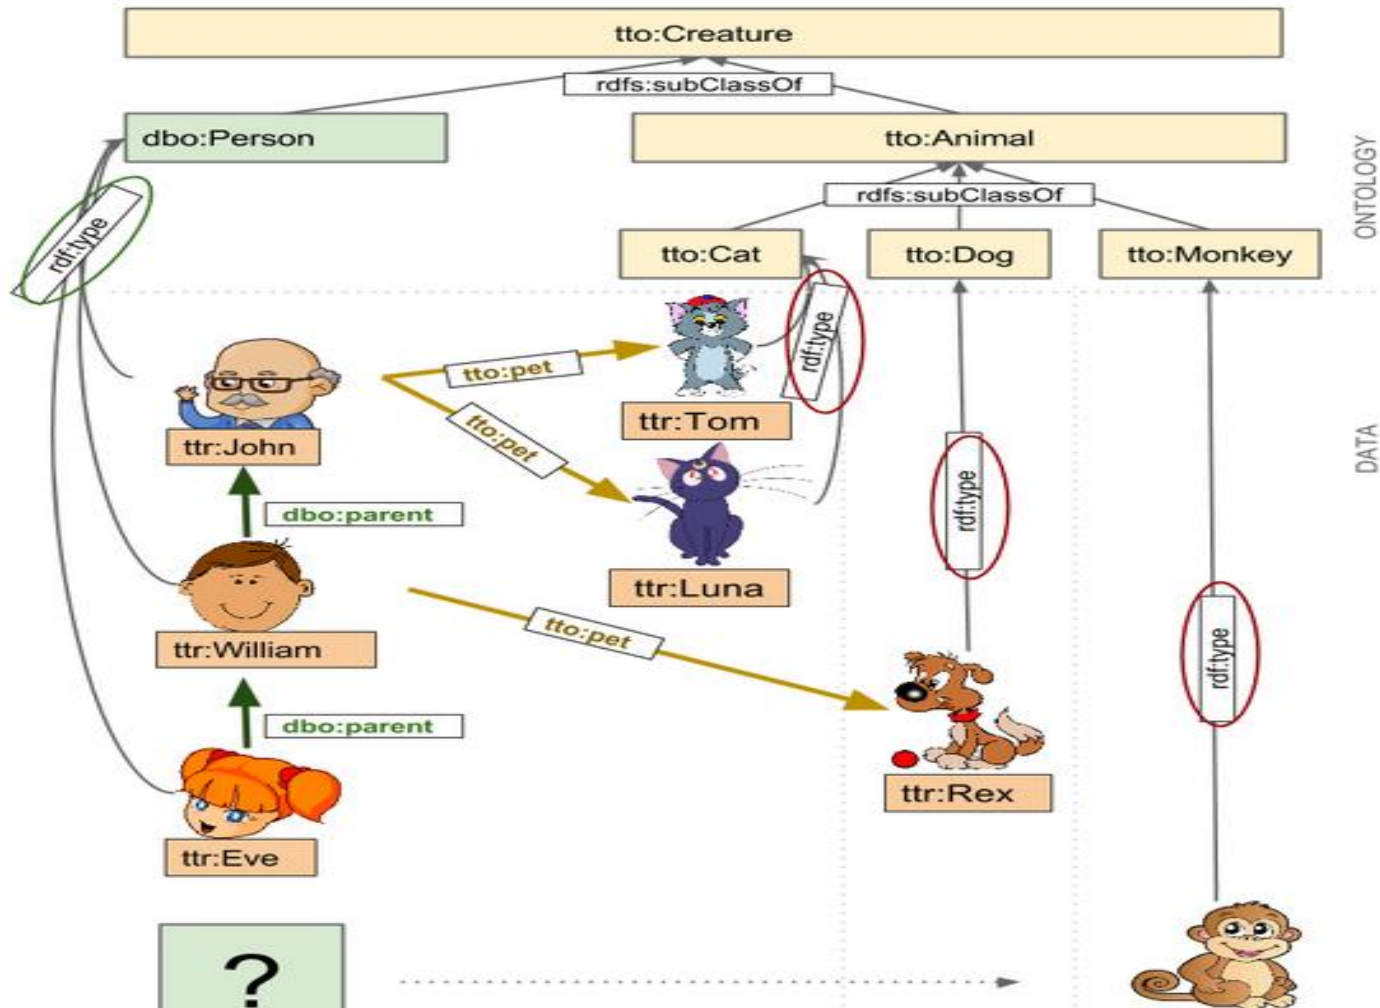 tto:Creature
rdfs:subClassOf
dbo:Person
tto:Animal
rdfs:subClassOf
ONTOLOGY
rdf:type
tto:Cat
tto:Dog
tto:Monkey
rdf:type
tto:pet
ttr:Tom
tto:pet
ttr:John
DATA
dbo:parent
rdf:type
ttr:Luna
ttr:William
tto:pet
rdf:type
dbo:parent
ttr:Rex
ttr:Eve
?